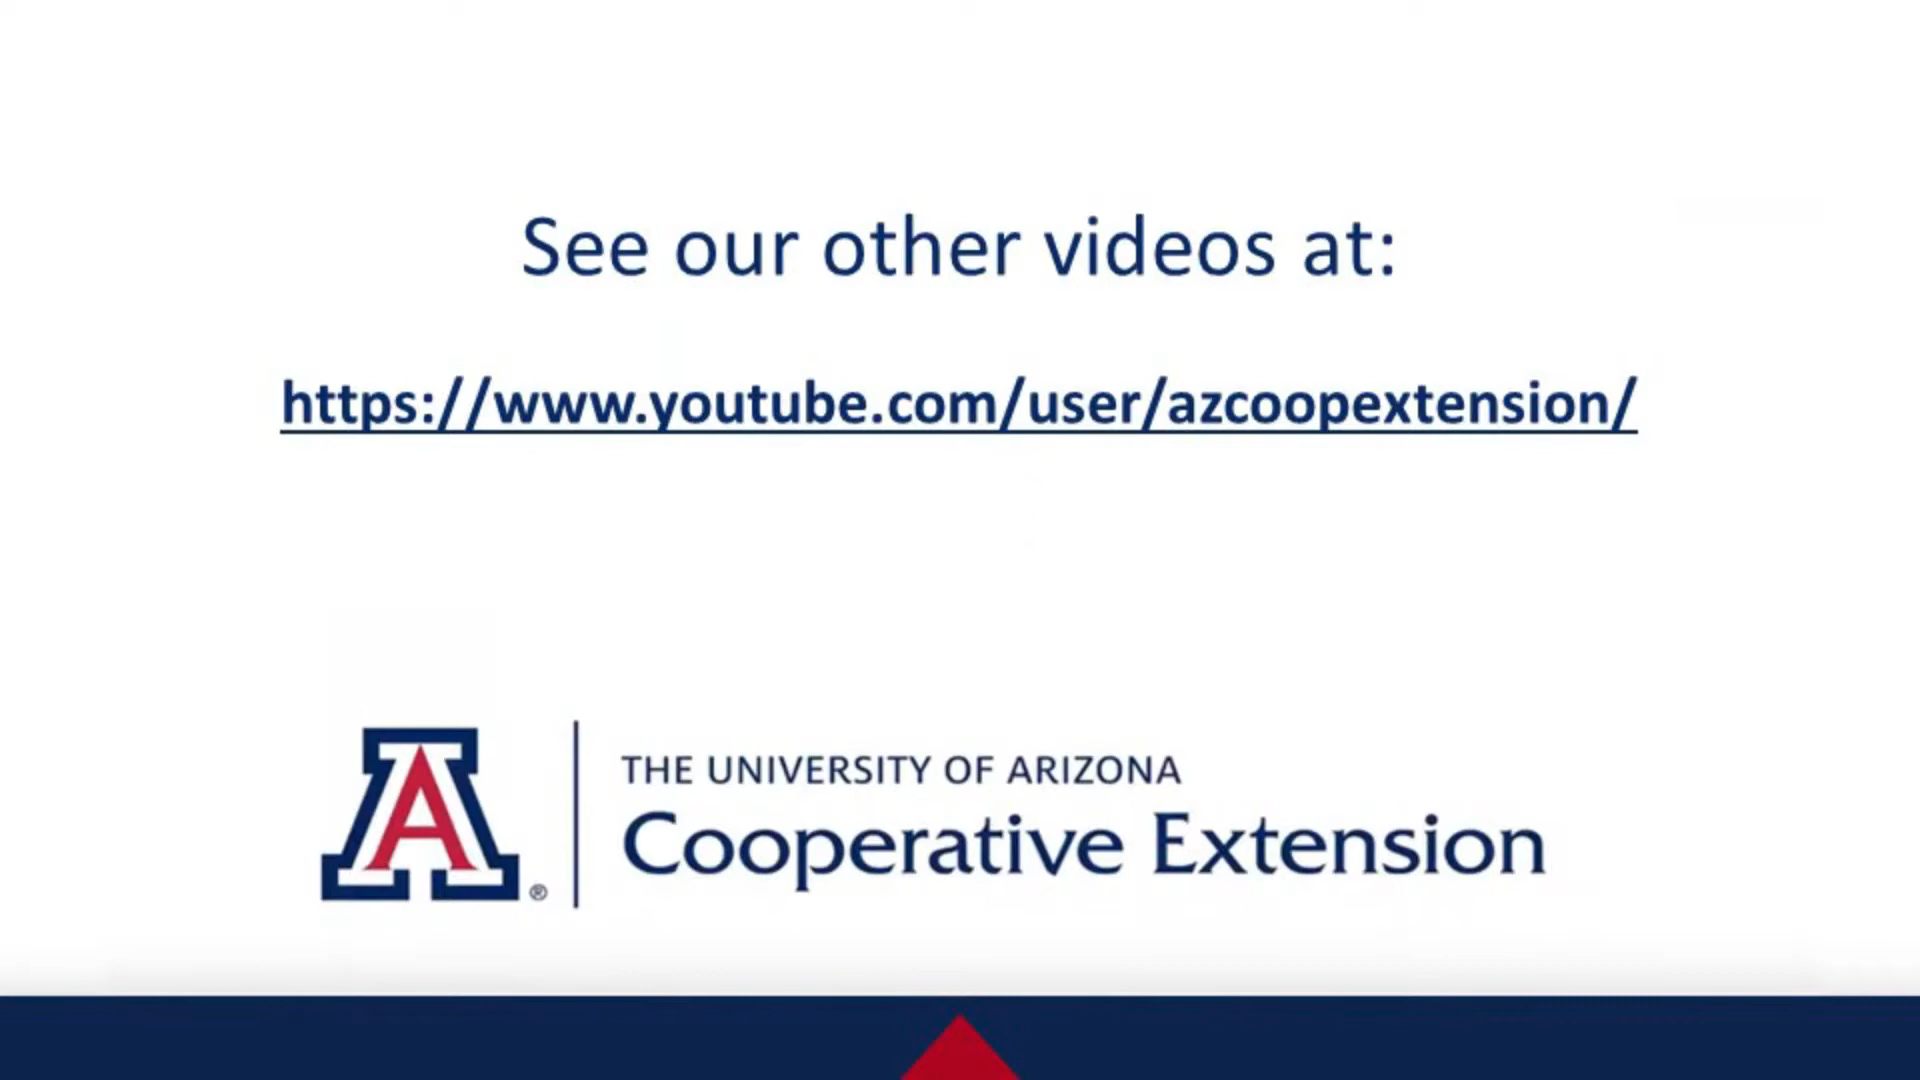 See our other videos at:
https://www.youtube.com/user/azcoopextension/
A®
THE UNIVERSITY OF ARIZONA
Cooperative Extension